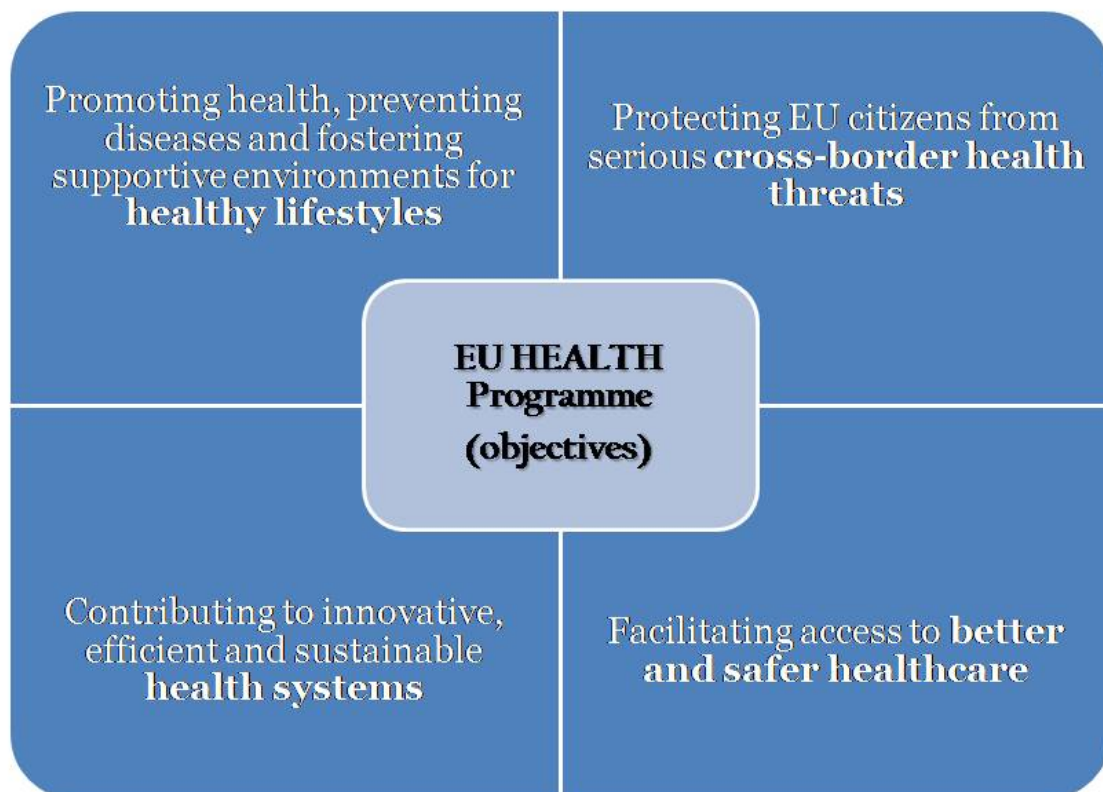 Promoting health, preventing
diseases and fostering
supportive environments for
healthy lifestyles
Protecting EU citizens from
serious cross-border health
threats
EU HEALTH
Programme
(objectives)
Contributing to innovative,
efficient and sustainable
health systems
Facilitating access to better
and safer healthcare